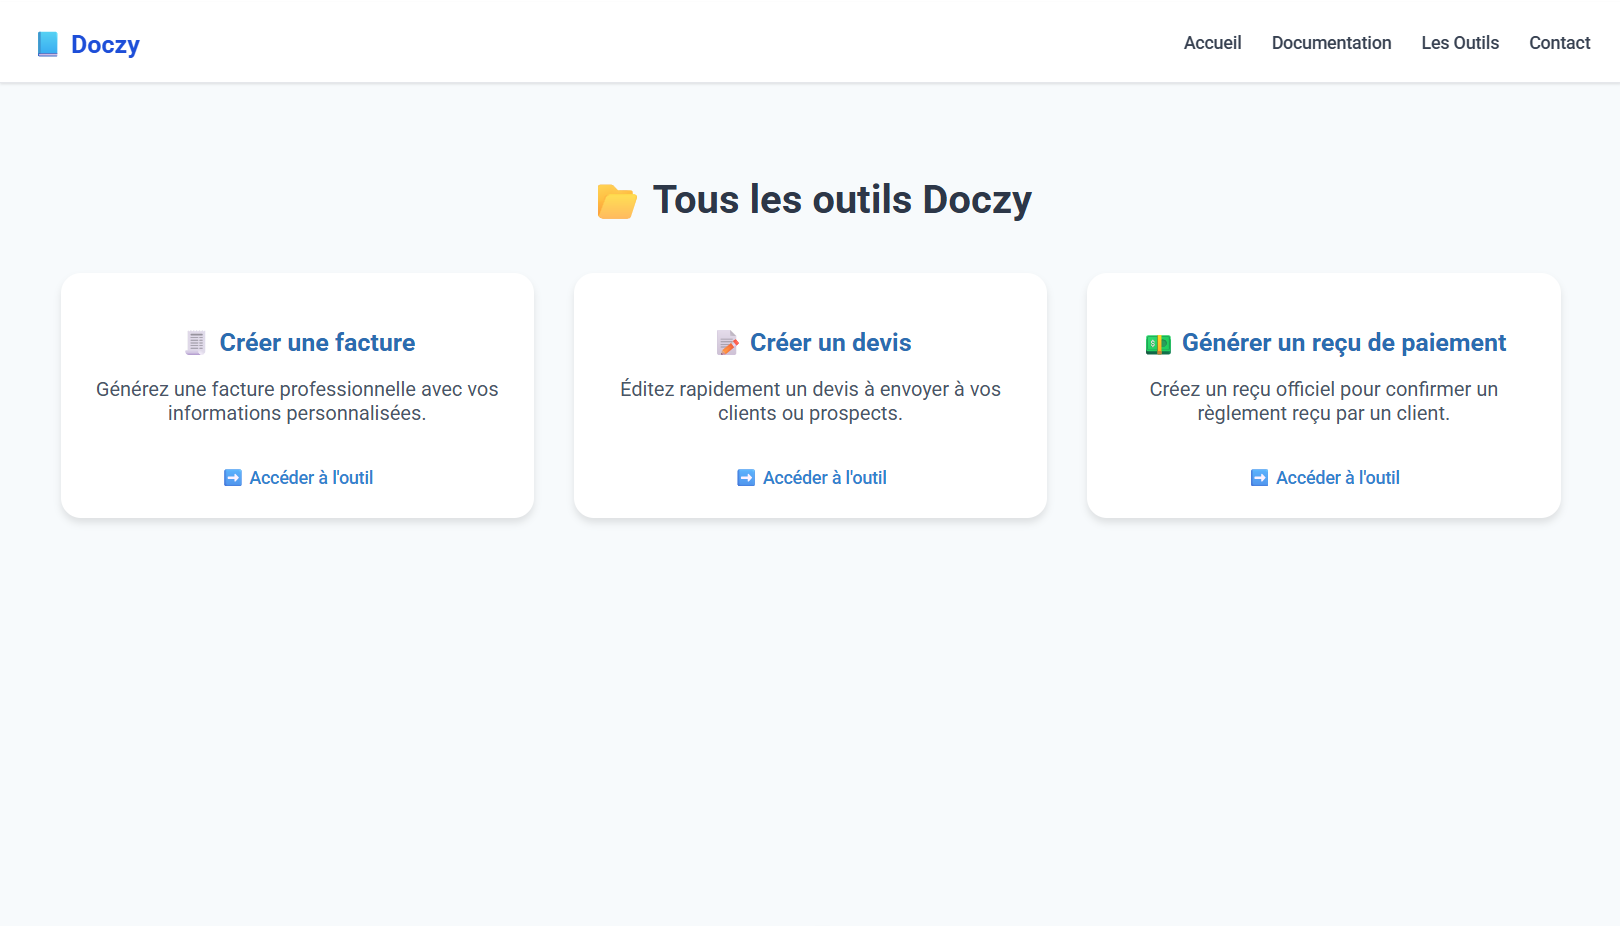 Doczy
Accueil Documentation Les Outils Contact
Tous les outils Doczy
Créer une facture
Générez une facture professionnelle avec vos
informations personnalisées.
Accéder à l'outil
Créer un devis
Éditez rapidement un devis à envoyer à vos
clients ou prospects.
Accéder à l'outil
Générer un reçu de paiement
Créez un reçu officiel pour confirmer un
règlement reçu par un client.
Accéder à l'outil